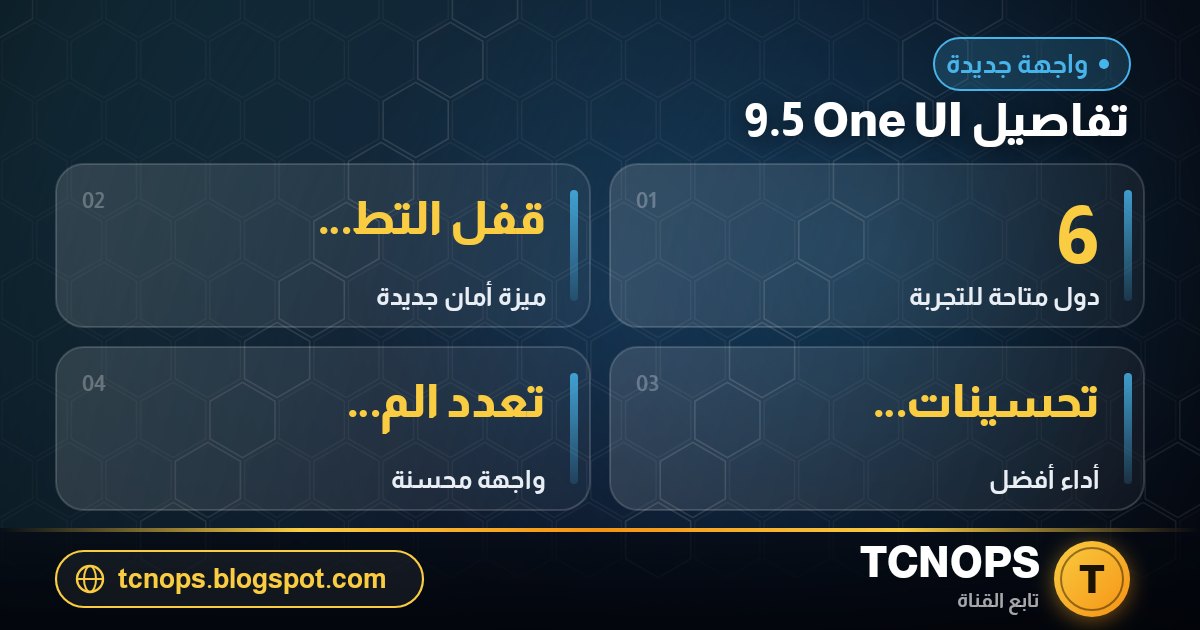 واجهة جديدة
تفاصيل One UI 9.5
01
6
دول متاحة للتجربة
02
قفل التط...
ميزة أمان جديدة
03
تحسينات...
أداء أفضل
04
تعدد الم...
واجهة محسنة
T
TCNOPS
تابع القناة
tcnops.blogspot.com